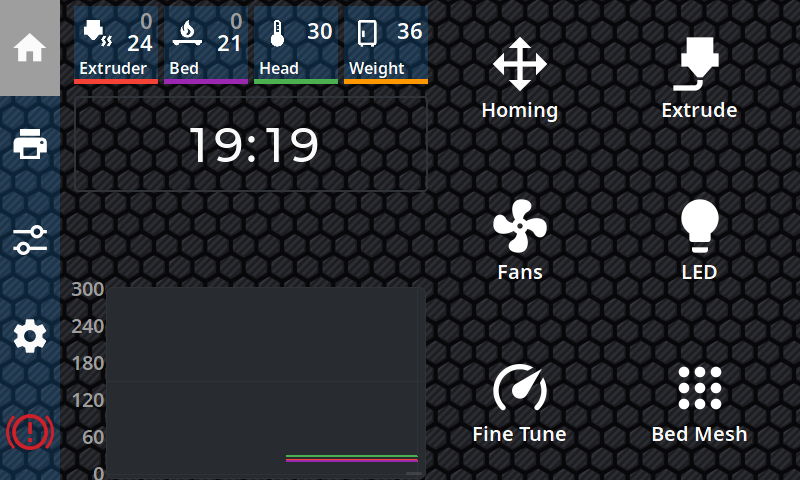 0
24
Extruder
0
21
Bed
30
Head
36
Weight
19:19
300
240
180
120
60
0
Homing
Extrude
Fans
LED
Fine Tune
Bed Mesh